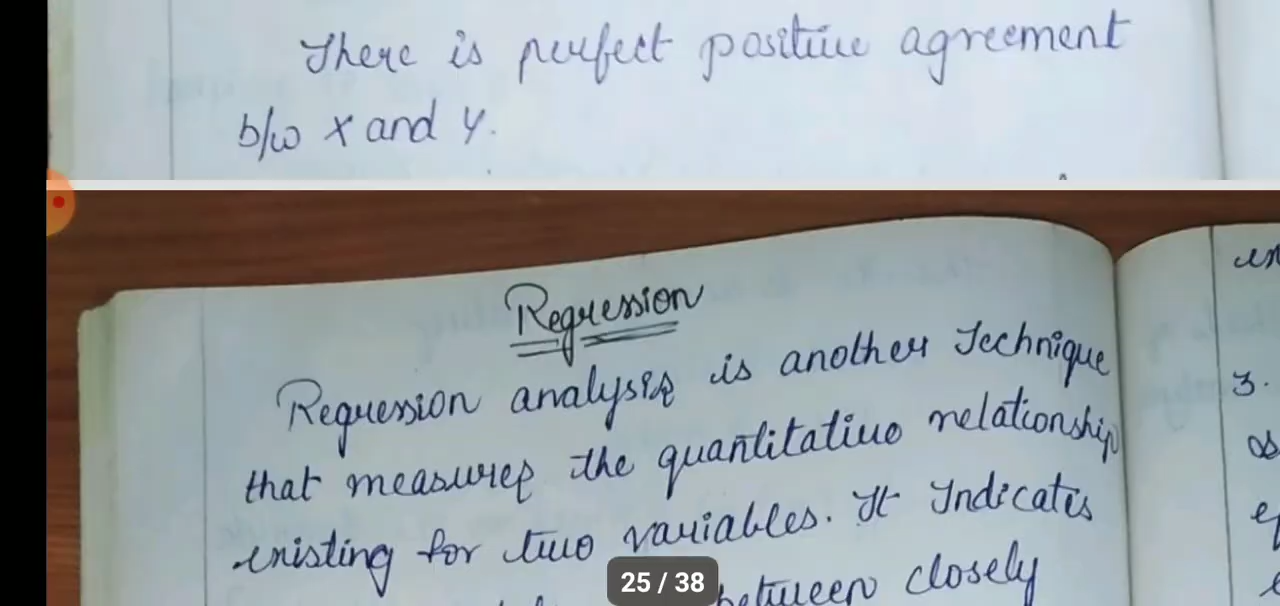 There is perfect positive agreement
b/w X and Y.
Regression
Regression analysis is another Technique
that measures the quantitative relationship
existing for two variables. It Indicates
between closely
25 / 38
3.